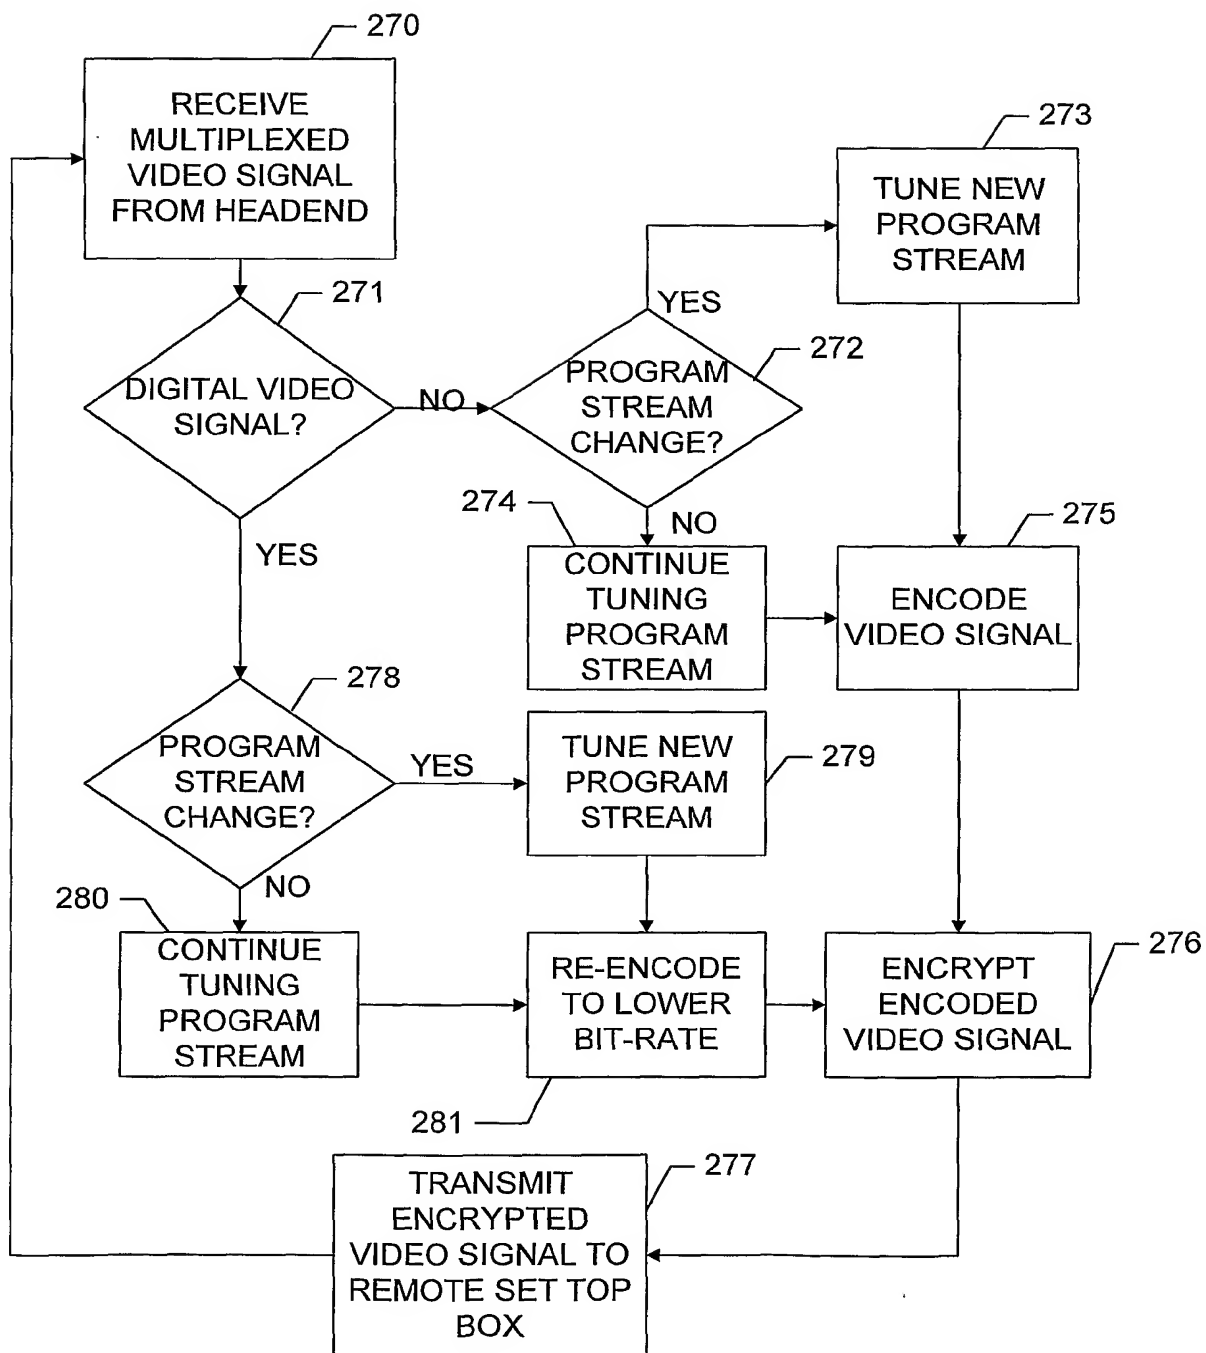 270
RECEIVE
MULTIPLEXED
VIDEO SIGNAL
FROM HEADEND
273
TUNE NEW
PROGRAM
STREAM
271
DIGITAL VIDEO
SIGNAL?
NO
YES
272
PROGRAM
STREAM
CHANGE?
YES
NO
274
CONTINUE
TUNING
PROGRAM
STREAM
275
ENCODE
VIDEO SIGNAL
278
PROGRAM
STREAM
CHANGE?
YES
NO
279
TUNE NEW
PROGRAM
STREAM
280
CONTINUE
TUNING
PROGRAM
STREAM
RE-ENCODE
TO LOWER
BIT-RATE
281
276
ENCRYPT
ENCODED
VIDEO SIGNAL
277
TRANSMIT
ENCRYPTED
VIDEO SIGNAL TO
REMOTE SET TOP
BOX